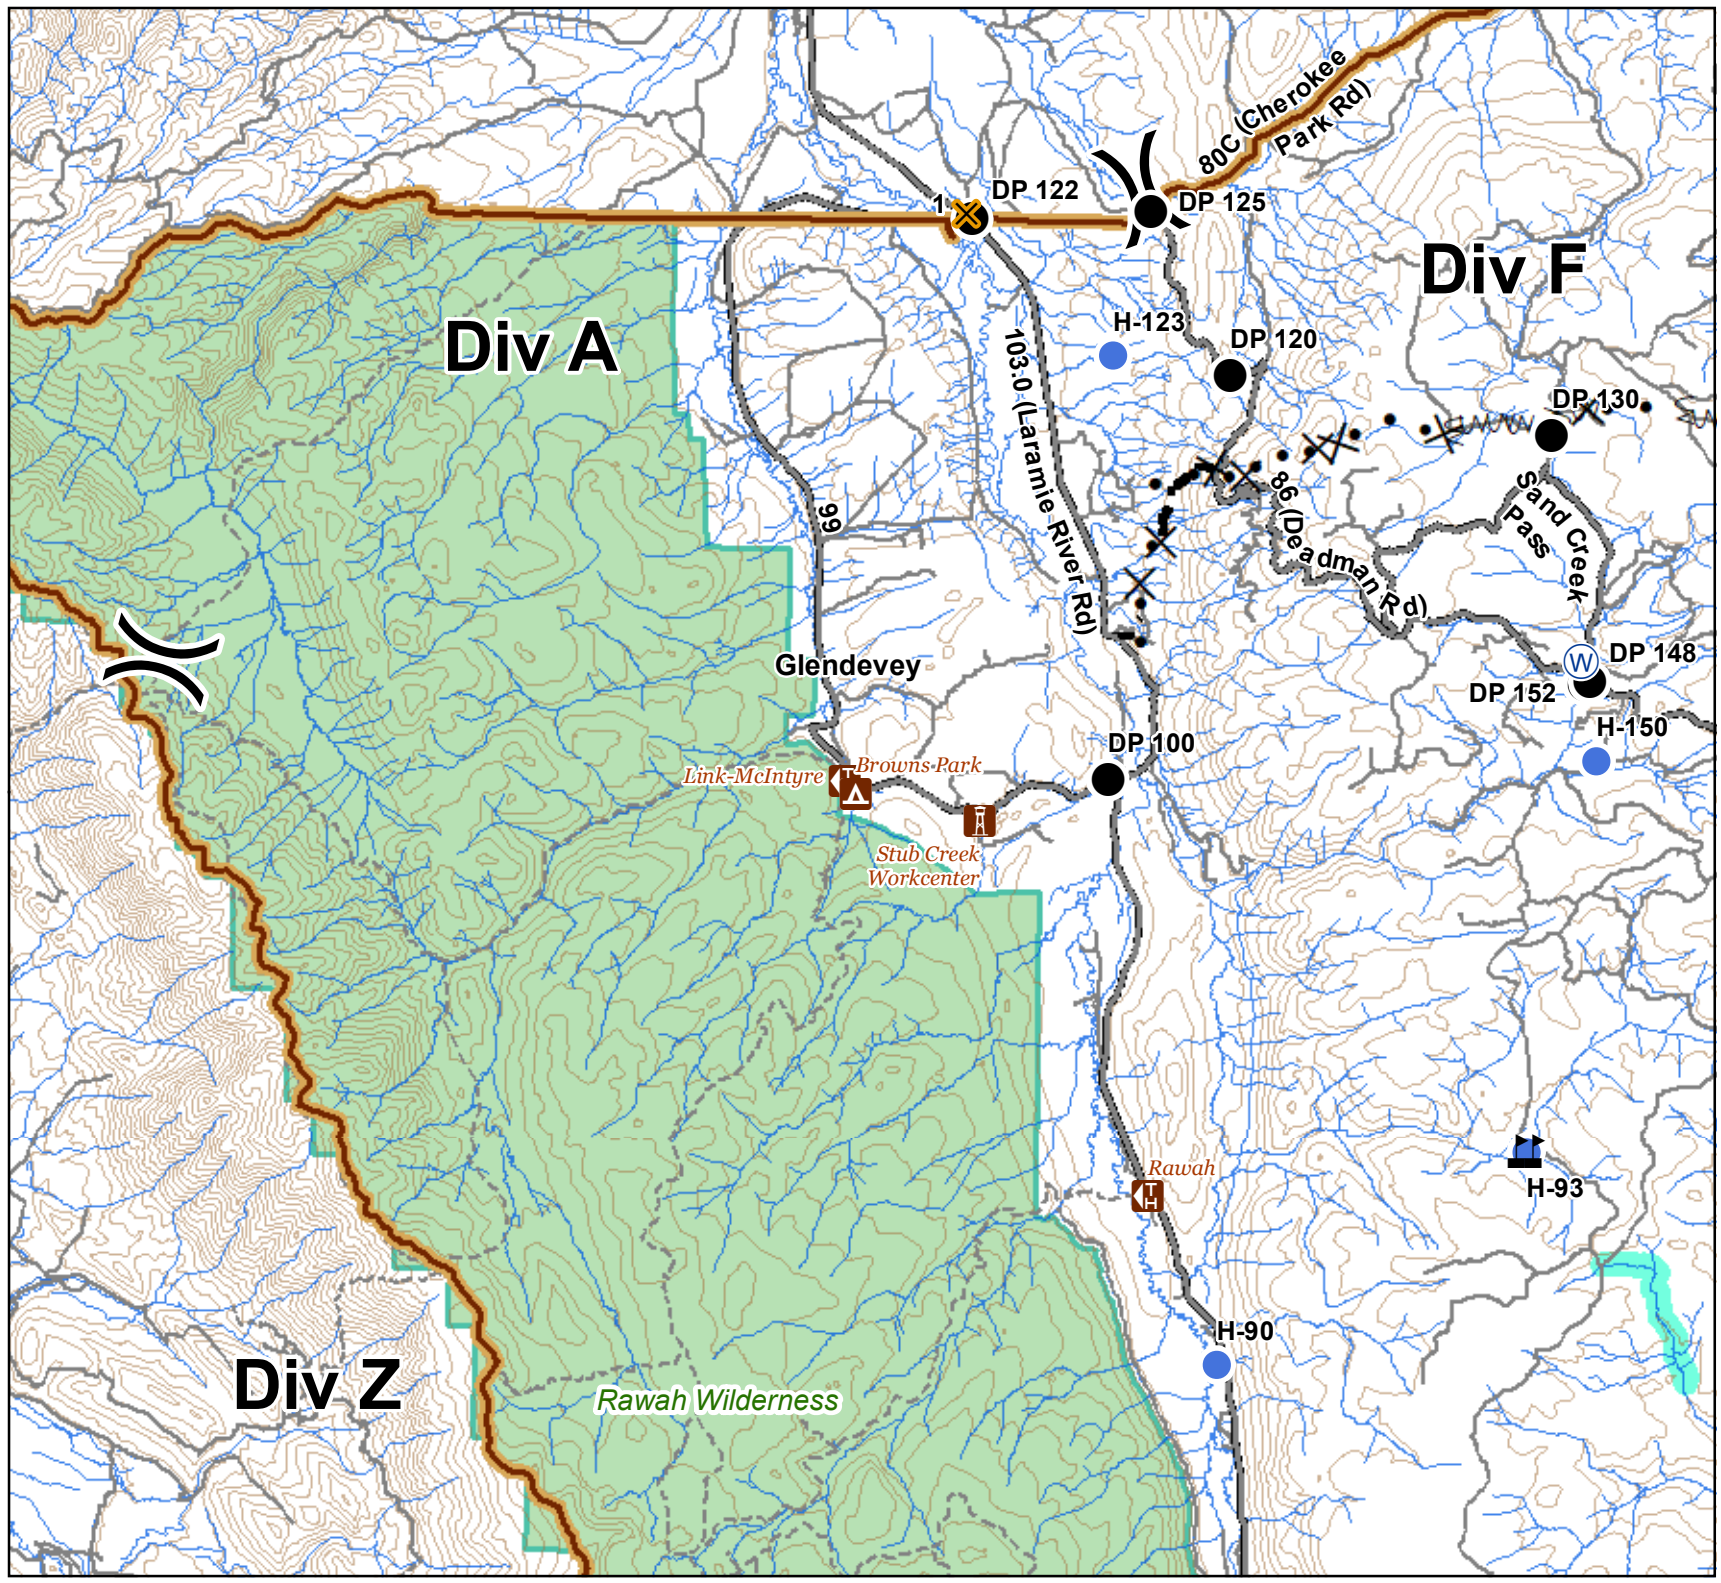 80C (Cherokee
Park Rd)
DP 122
1
DP 125
Div F
Div A
H-123
DP 120
103.0 (Laramie River Rd)
DP 130
99
86 (Deadman Rd)
Sand Creek
Pass
Glendevey
W
DP 148
DP 152
H-150
DP 100
Link-McIntyre
Browns Park
Stub Creek
Workcenter
Rawah
TH
H-93
H-90
Div Z
Rawah Wilderness